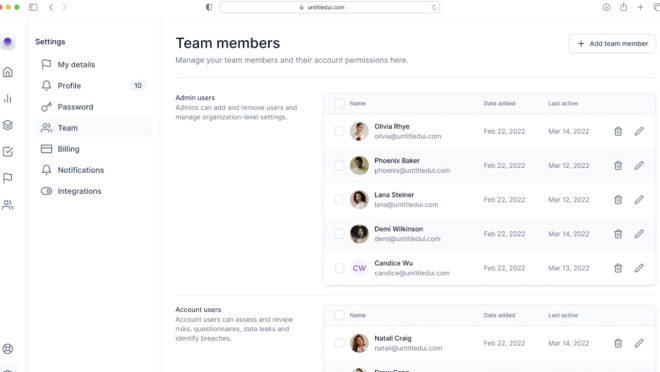 untitledui.com
Settings
My details
Profile 10
Password
Team
Billing
Notifications
Integrations
Team members
Manage your team members and their account permissions here.
+ Add team member
Admin users
Admins can add and remove users and
manage organization-level settings.
Name Date added Last active
Olivia Rhye
olivia@untitledui.com
Feb 22, 2022 Mar 14, 2022
Phoenix Baker
phoenix@untitledui.com
Feb 22, 2022 Mar 12, 2022
Lana Steiner
lana@untitledui.com
Feb 22, 2022 Mar 12, 2022
Demi Wilkinson
demi@untitledui.com
Feb 22, 2022 Mar 14, 2022
CW
Candice Wu
candice@untitledui.com
Feb 22, 2022 Mar 13, 2022
Account users
Account users can assess and review
risks, questionnaires, data leaks and
identify breaches.
Name Date added Last active
Natali Craig
natali@untitledui.com
Feb 22, 2022 Mar 14, 2022